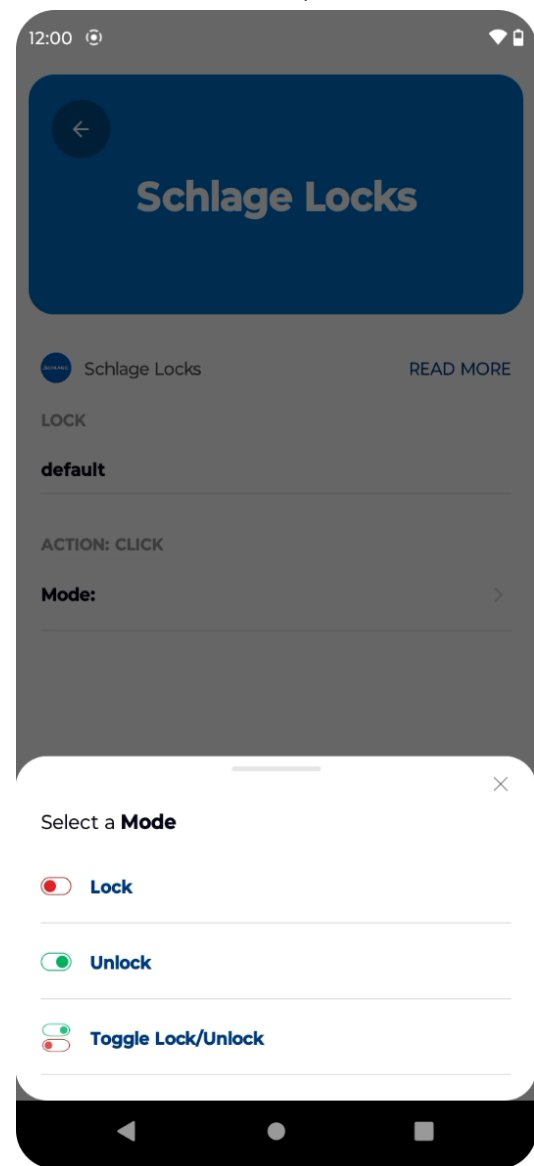 12:00
Schlage Locks
Schlage Locks
READ MORE
LOCK
default
ACTION: CLICK
Mode:
Select a Mode
Lock
Unlock
Toggle Lock/Unlock